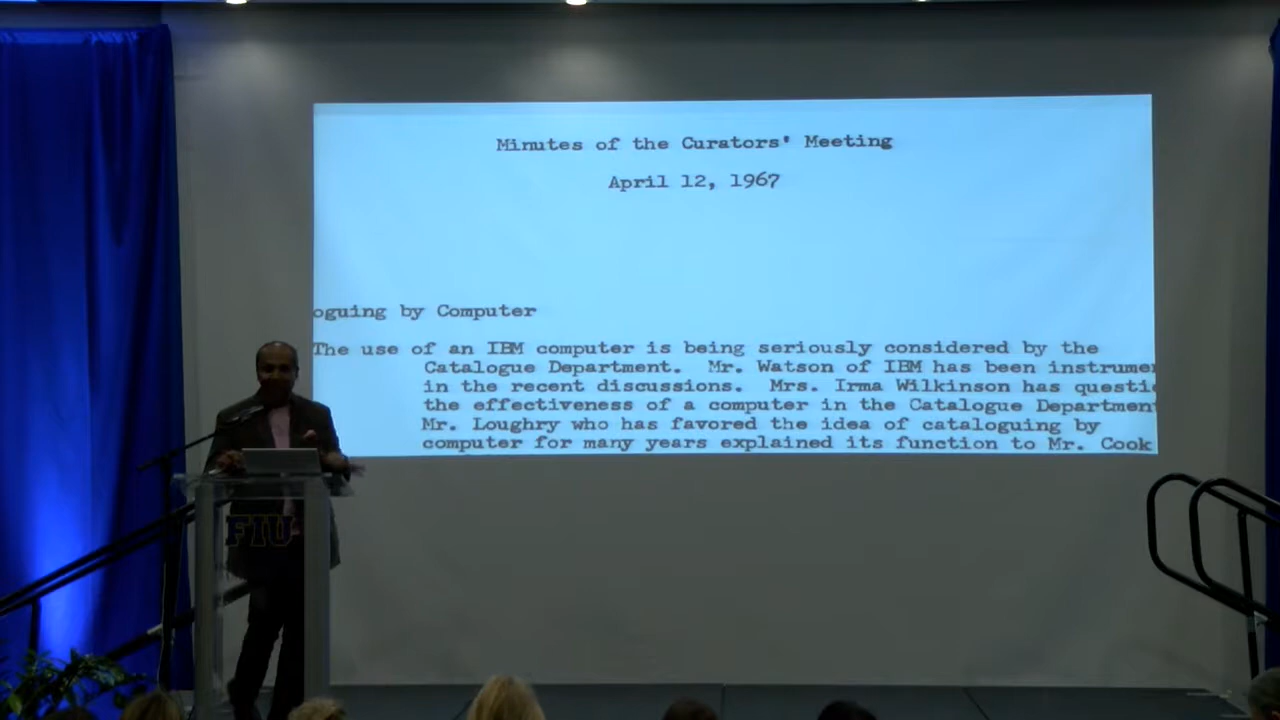 Minutes of the Curators' Meeting
April 12, 1967
oguing by Computer
The use of an IBM computer is being seriously considered by the
Catalogue Department. Mr. Watson of IBM has been instrumen
in the recent discussions. Mrs. Irma Wilkinson has questi
the effectiveness of a computer in the Catalogue Department
Mr. Loughry who has favored the idea of cataloguing by
computer for many years explained its function to Mr. Cook
FIU